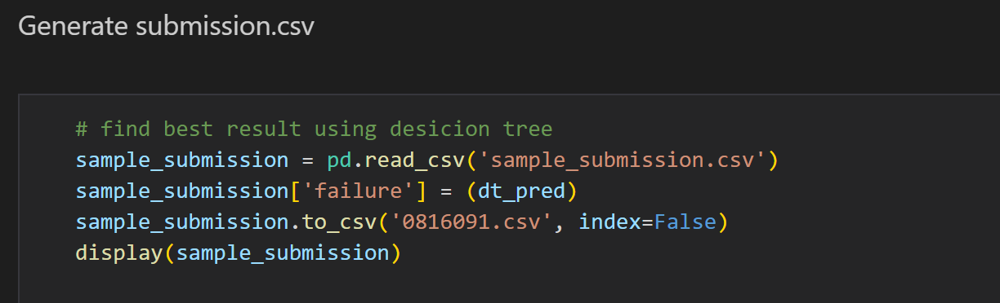 Generate submission.csv
# find best result using desicion tree
sample_submission = pd.read_csv('sample_submission.csv')
sample_submission['failure'] = (dt_pred)
sample_submission.to_csv('0816091.csv', index=False)
display(sample_submission)